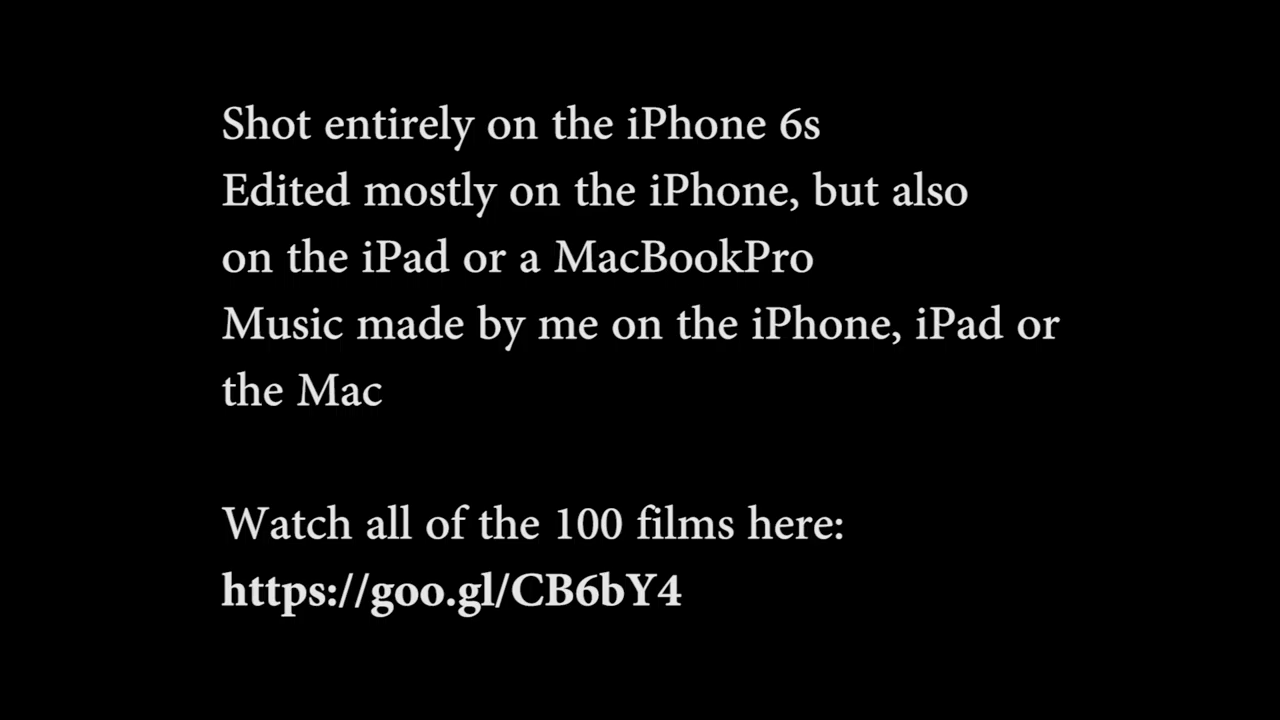 Shot entirely on the iPhone 6s
Edited mostly on the iPhone, but also
on the iPad or a MacBookPro
Music made by me on the iPhone, iPad or
the Mac
Watch all of the 100 films here:
https://goo.gl/CB6bY4